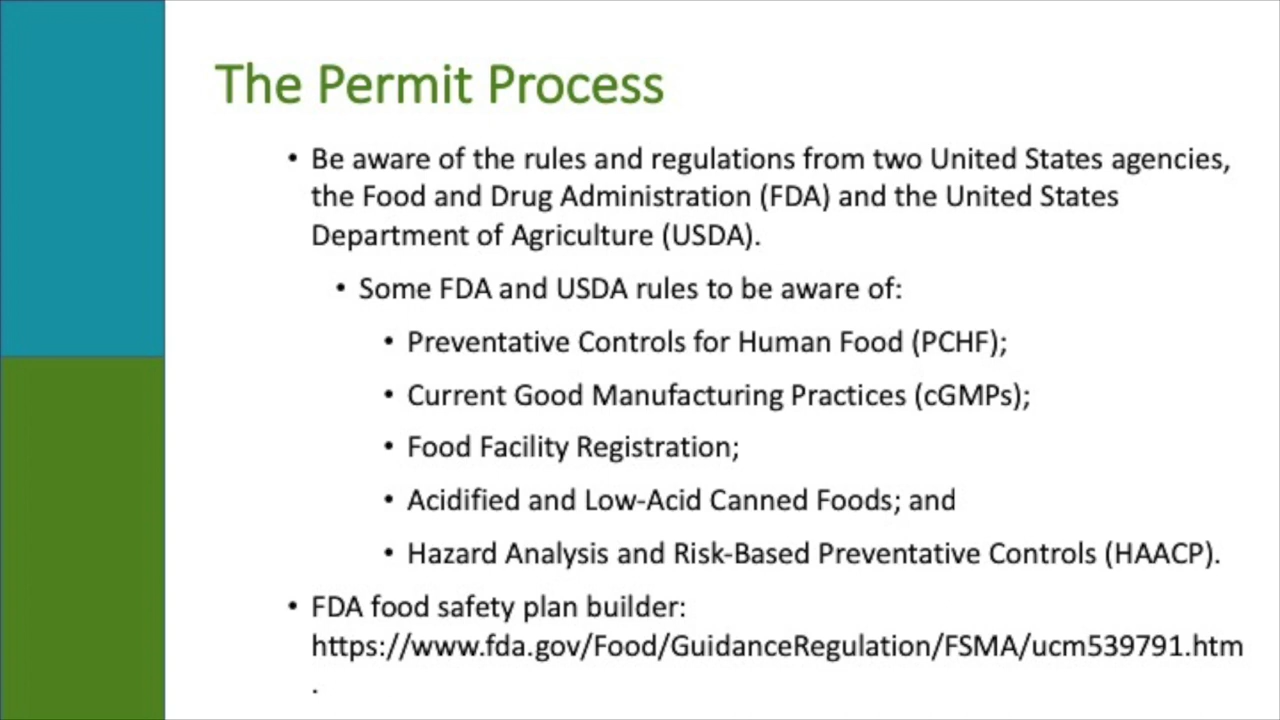 The Permit Process
• Be aware of the rules and regulations from two United States agencies,
the Food and Drug Administration (FDA) and the United States
Department of Agriculture (USDA).
• Some FDA and USDA rules to be aware of:
• Preventative Controls for Human Food (PCHF);
• Current Good Manufacturing Practices (cGMPs);
• Food Facility Registration;
• Acidified and Low-Acid Canned Foods; and
• Hazard Analysis and Risk-Based Preventative Controls (HAACP).
• FDA food safety plan builder:
https://www.fda.gov/Food/GuidanceRegulation/FSMA/ucm539791.htm
.